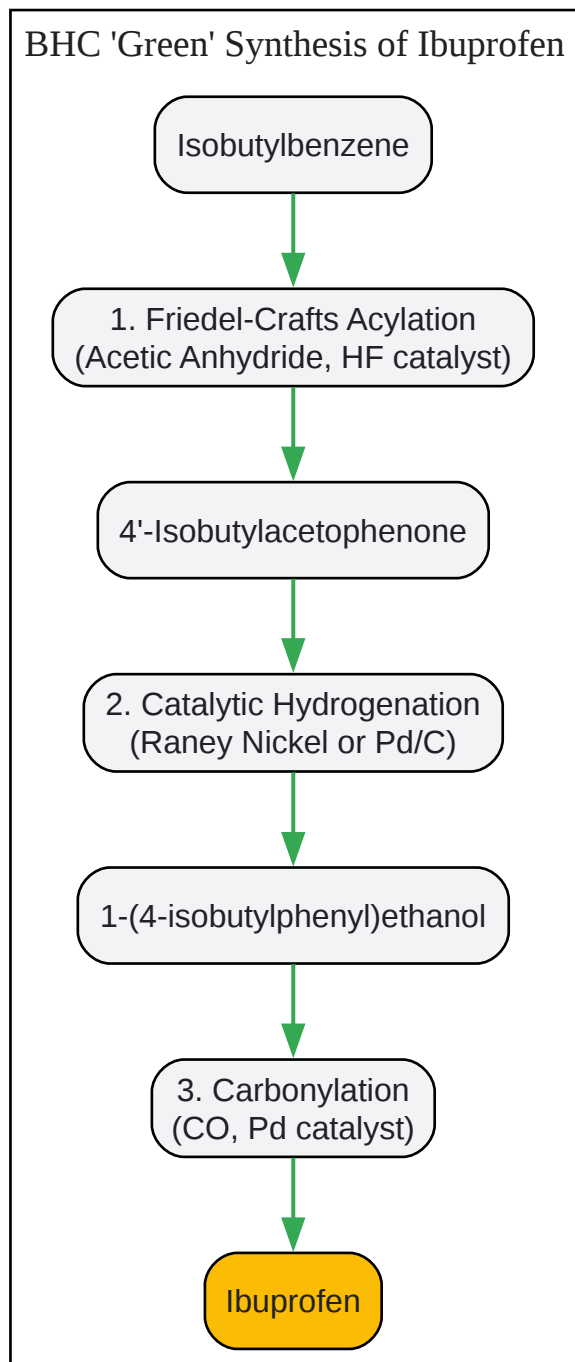 BHC 'Green' Synthesis of Ibuprofen
Isobutylbenzene
1. Friedel-Crafts Acylation
(Acetic Anhydride, HF catalyst)
4'-Isobutylacetophenone
2. Catalytic Hydrogenation
(Raney Nickel or Pd/C)
1-(4-isobutylphenyl)ethanol
3. Carbonylation
(CO, Pd catalyst)
Ibuprofen